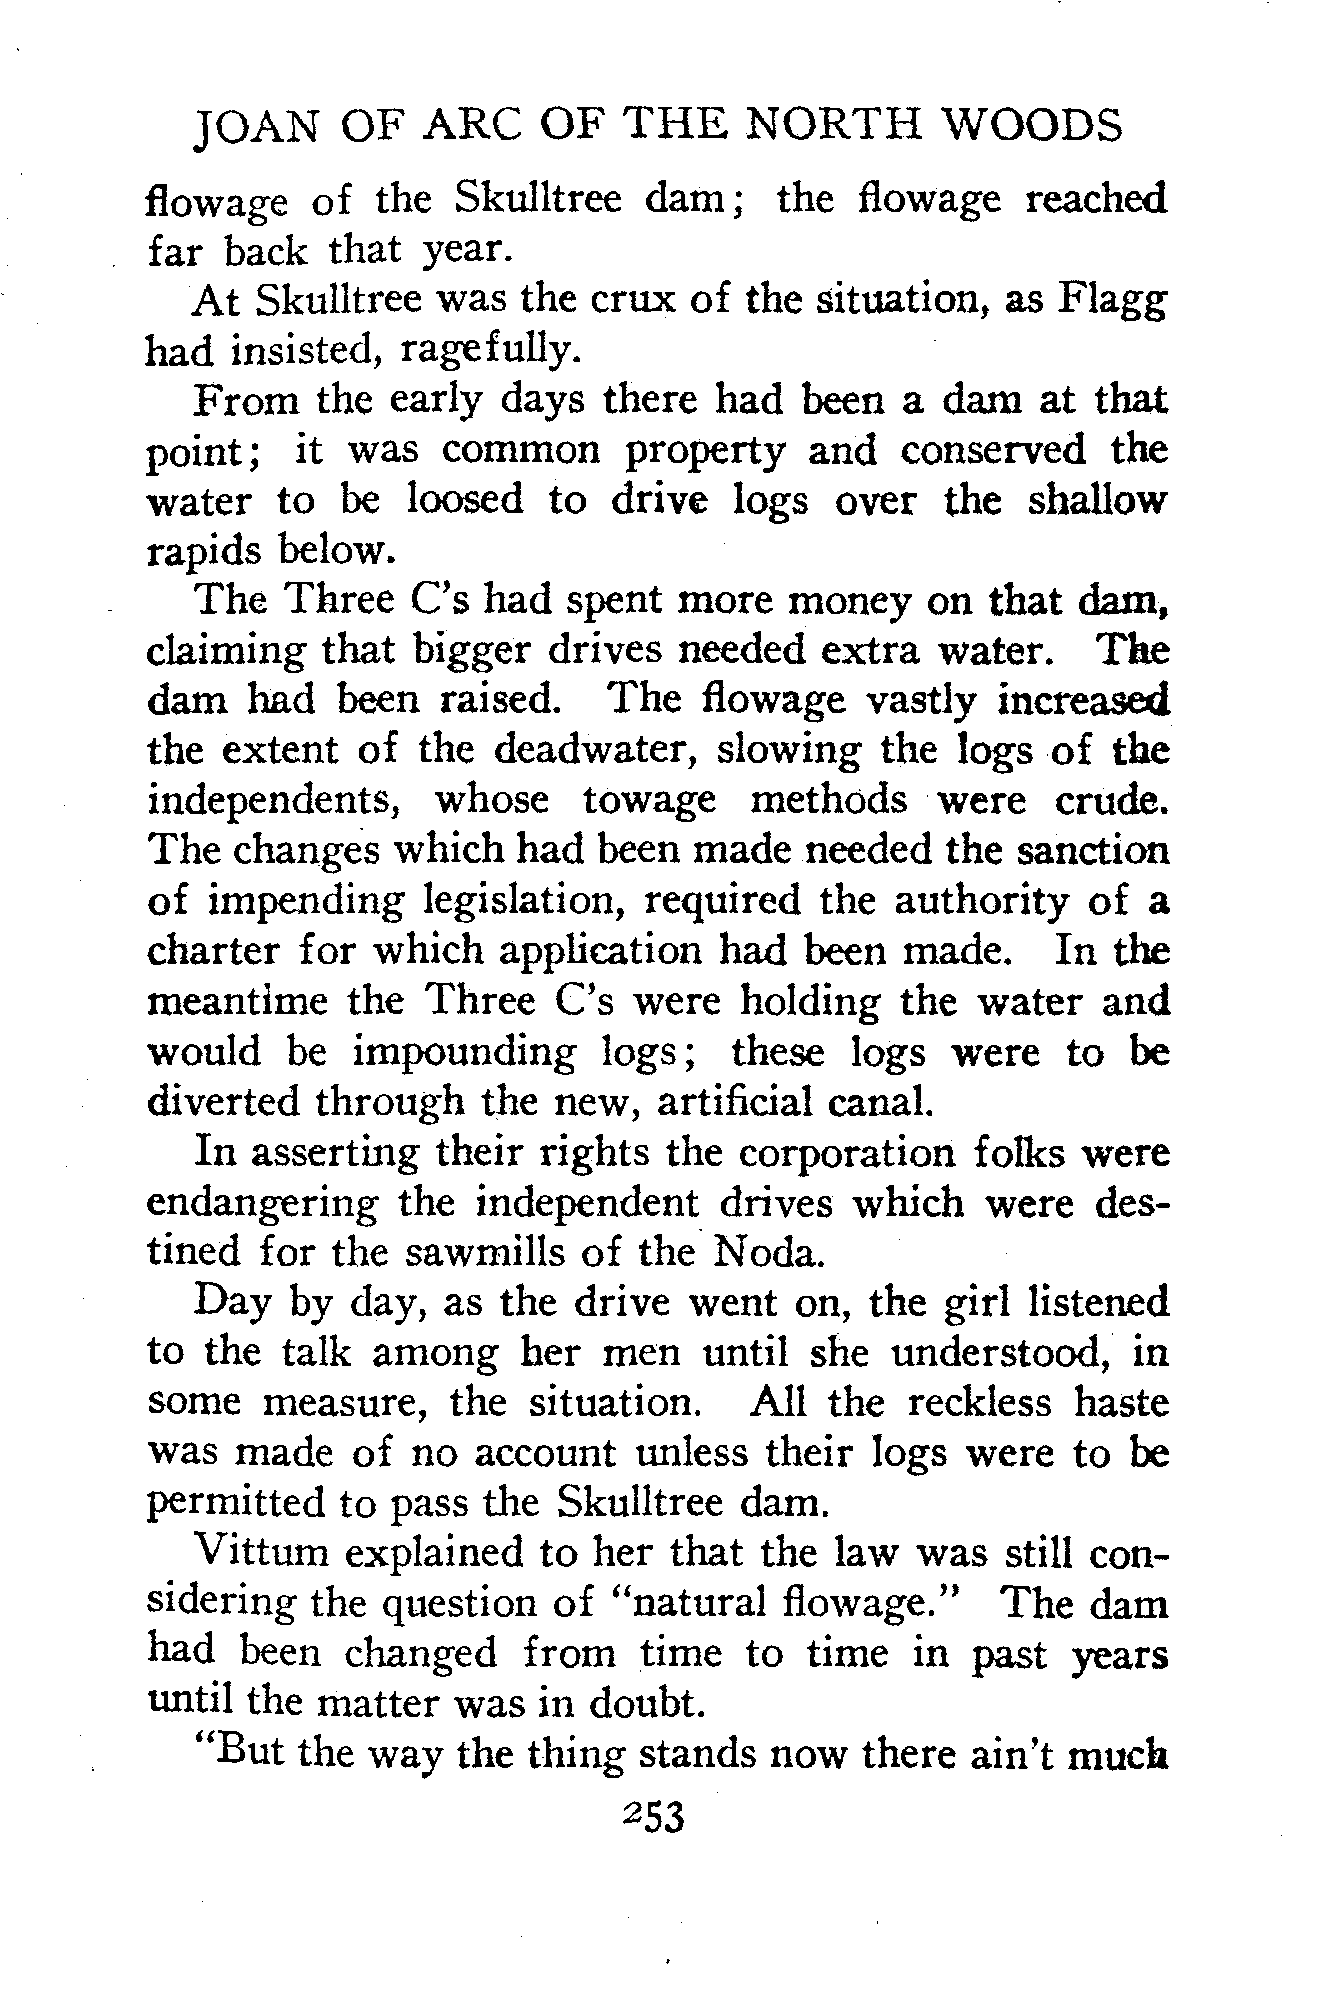 JOAN OF ARC OF THE NORTH WOODS
flowage of the Skulltree dam; the flowage reached
far back that year.
At Skulltree was the crux of the situation, as Flagg
had insisted, ragefully.
From the early days there had been a dam at that
point; it was common property and conserved the
water to be loosed to drive logs over the shallow
rapids below.
The Three C's had spent more money on that dam,
claiming that bigger drives needed extra water. The
dam had been raised. The flowage vastly increased
the extent of the deadwater, slowing the logs of the
independents, whose towage methods were crude.
The changes which had been made needed the sanction
of impending legislation, required the authority of a
charter for which application had been made. In the
meantime the Three C's were holding the water and
would be impounding logs; these logs were to be
diverted through the new, artificial canal.
In asserting their rights the corporation folks were
endangering the independent drives which were des-
tined for the sawmills of the Noda.
Day by day, as the drive went on, the girl listened
to the talk among her men until she understood, in
some measure, the situation. All the reckless haste
was made of no account unless their logs were to be
permitted to pass the Skulltree dam.
Vittum explained to her that the law was still con-
sidering the question of "natural flowage." The dam
had been changed from time to time in past years
until the matter was in doubt.
"But the way the thing stands now there ain't much
253